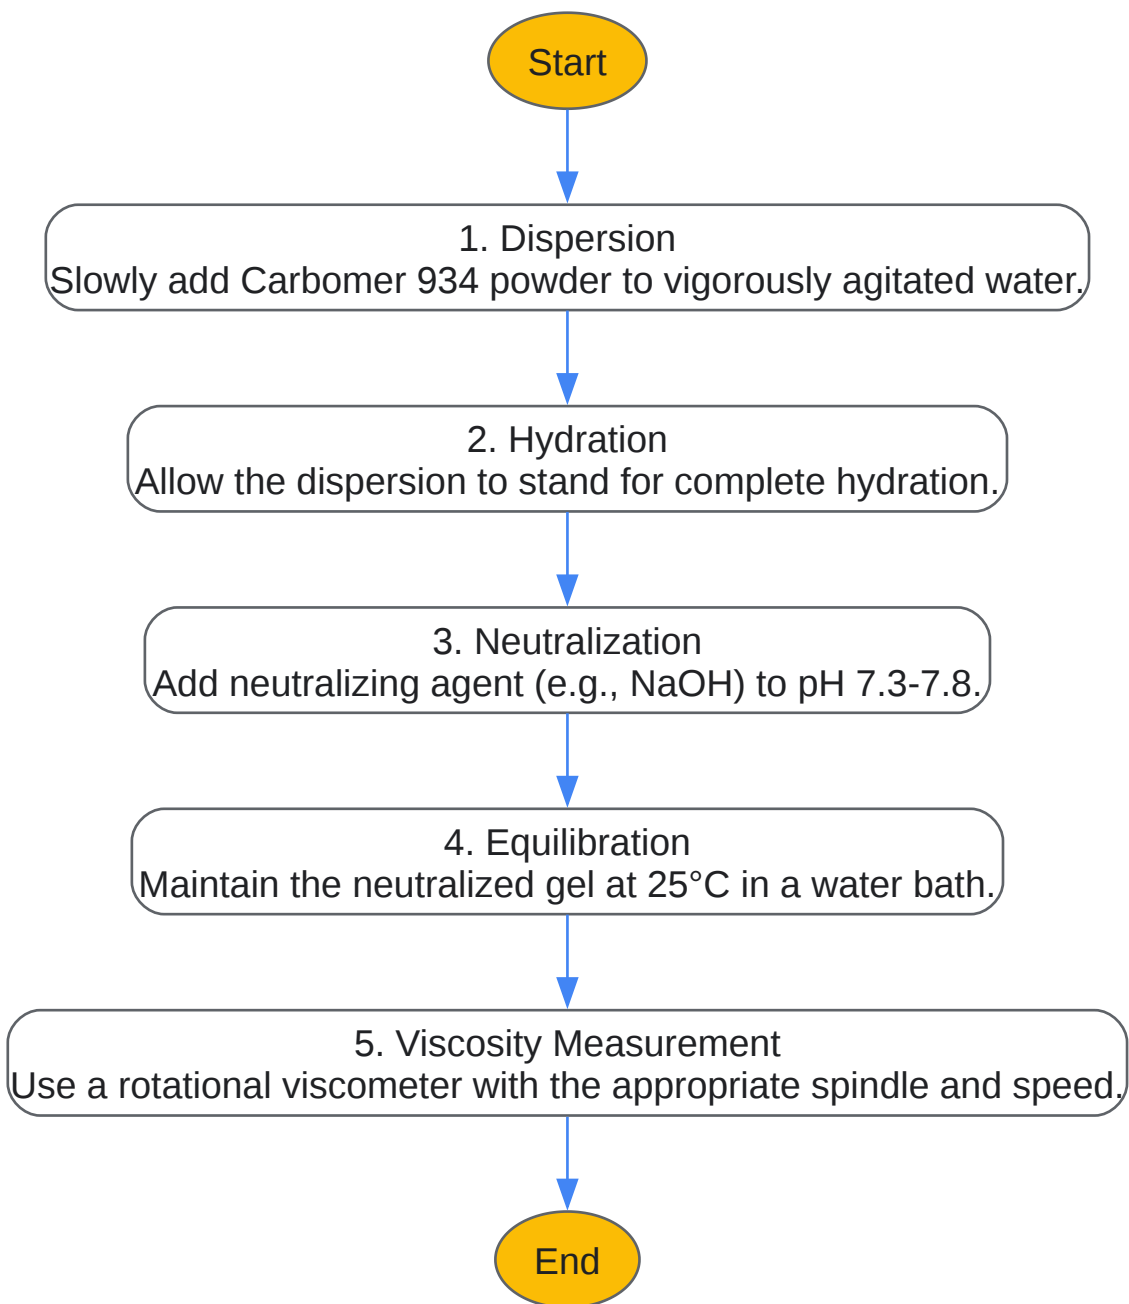 Start
1. Dispersion
Slowly add Carbomer 934 powder to vigorously agitated water.
2. Hydration
Allow the dispersion to stand for complete hydration.
3. Neutralization
Add neutralizing agent (e.g., NaOH) to pH 7.3-7.8.
4. Equilibration
Maintain the neutralized gel at 25°C in a water bath.
5. Viscosity Measurement
Use a rotational viscometer with the appropriate spindle and speed.
End